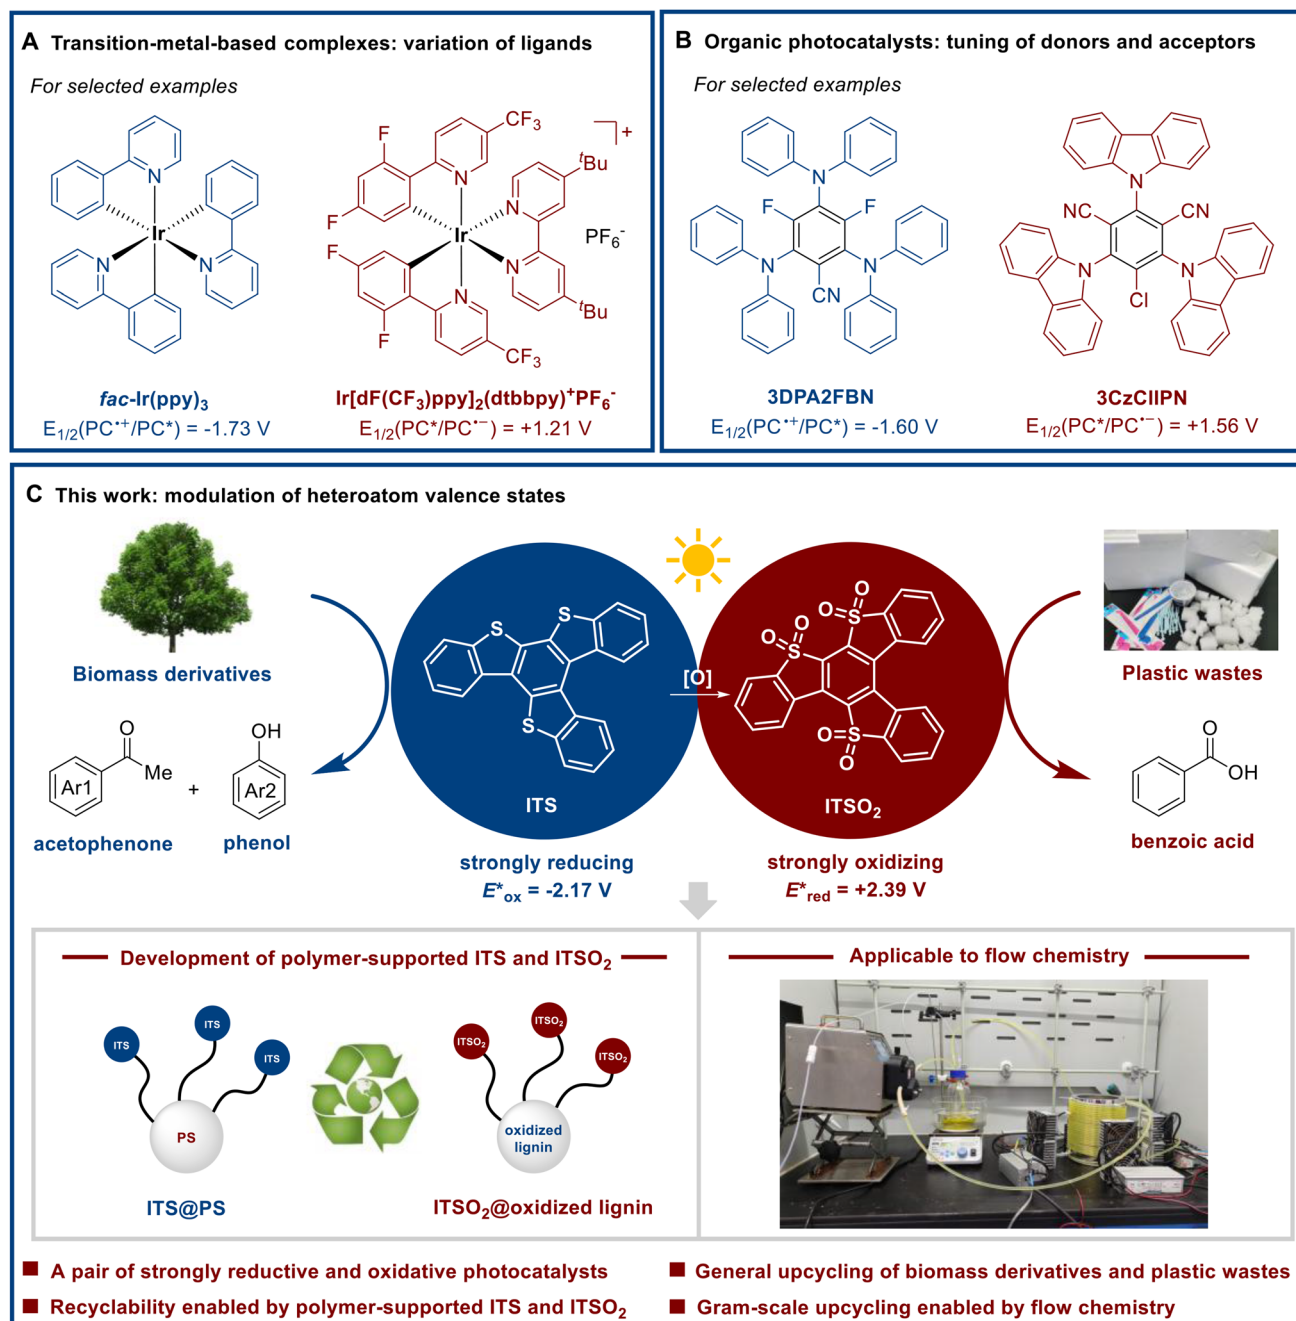 A Transition-metal-based complexes: variation of ligands
For selected examples
N
Ir
N
N
fac-Ir(ppy)₃
E₁/₂(PC•⁺/PC*) = -1.73 V
CF₃
F
F
N
N
Ir
N
N
F
F
CF₃
ᵗBu
ᵗBu
⁺
PF₆⁻
Ir[dF(CF₃)ppy]₂(dtbbpy)⁺PF₆⁻
E₁/₂(PC*/PC•⁻) = +1.21 V
B Organic photocatalysts: tuning of donors and acceptors
For selected examples
N
F
F
N
N
CN
3DPA2FBN
E₁/₂(PC•⁺/PC*) = -1.60 V
N
NC
CN
N
N
Cl
3CzClIPN
E₁/₂(PC*/PC•⁻) = +1.56 V
C This work: modulation of heteroatom valence states
Biomass derivatives
O
Ar1
Me
+
OH
Ar2
acetophenone
phenol
S
S
S
ITS
[O]
O
O
S
O
O
S
O
S
O
ITSO₂
strongly reducing
E*ox = -2.17 V
strongly oxidizing
E*red = +2.39 V
Plastic wastes
O
OH
benzoic acid
Development of polymer-supported ITS and ITSO₂
ITS
ITS
ITS
PS
ITS@PS
ITSO₂
ITSO₂
ITSO₂
oxidized
lignin
ITSO₂@oxidized lignin
Applicable to flow chemistry
A pair of strongly reductive and oxidative photocatalysts
Recyclability enabled by polymer-supported ITS and ITSO₂
General upcycling of biomass derivatives and plastic wastes
Gram-scale upcycling enabled by flow chemistry